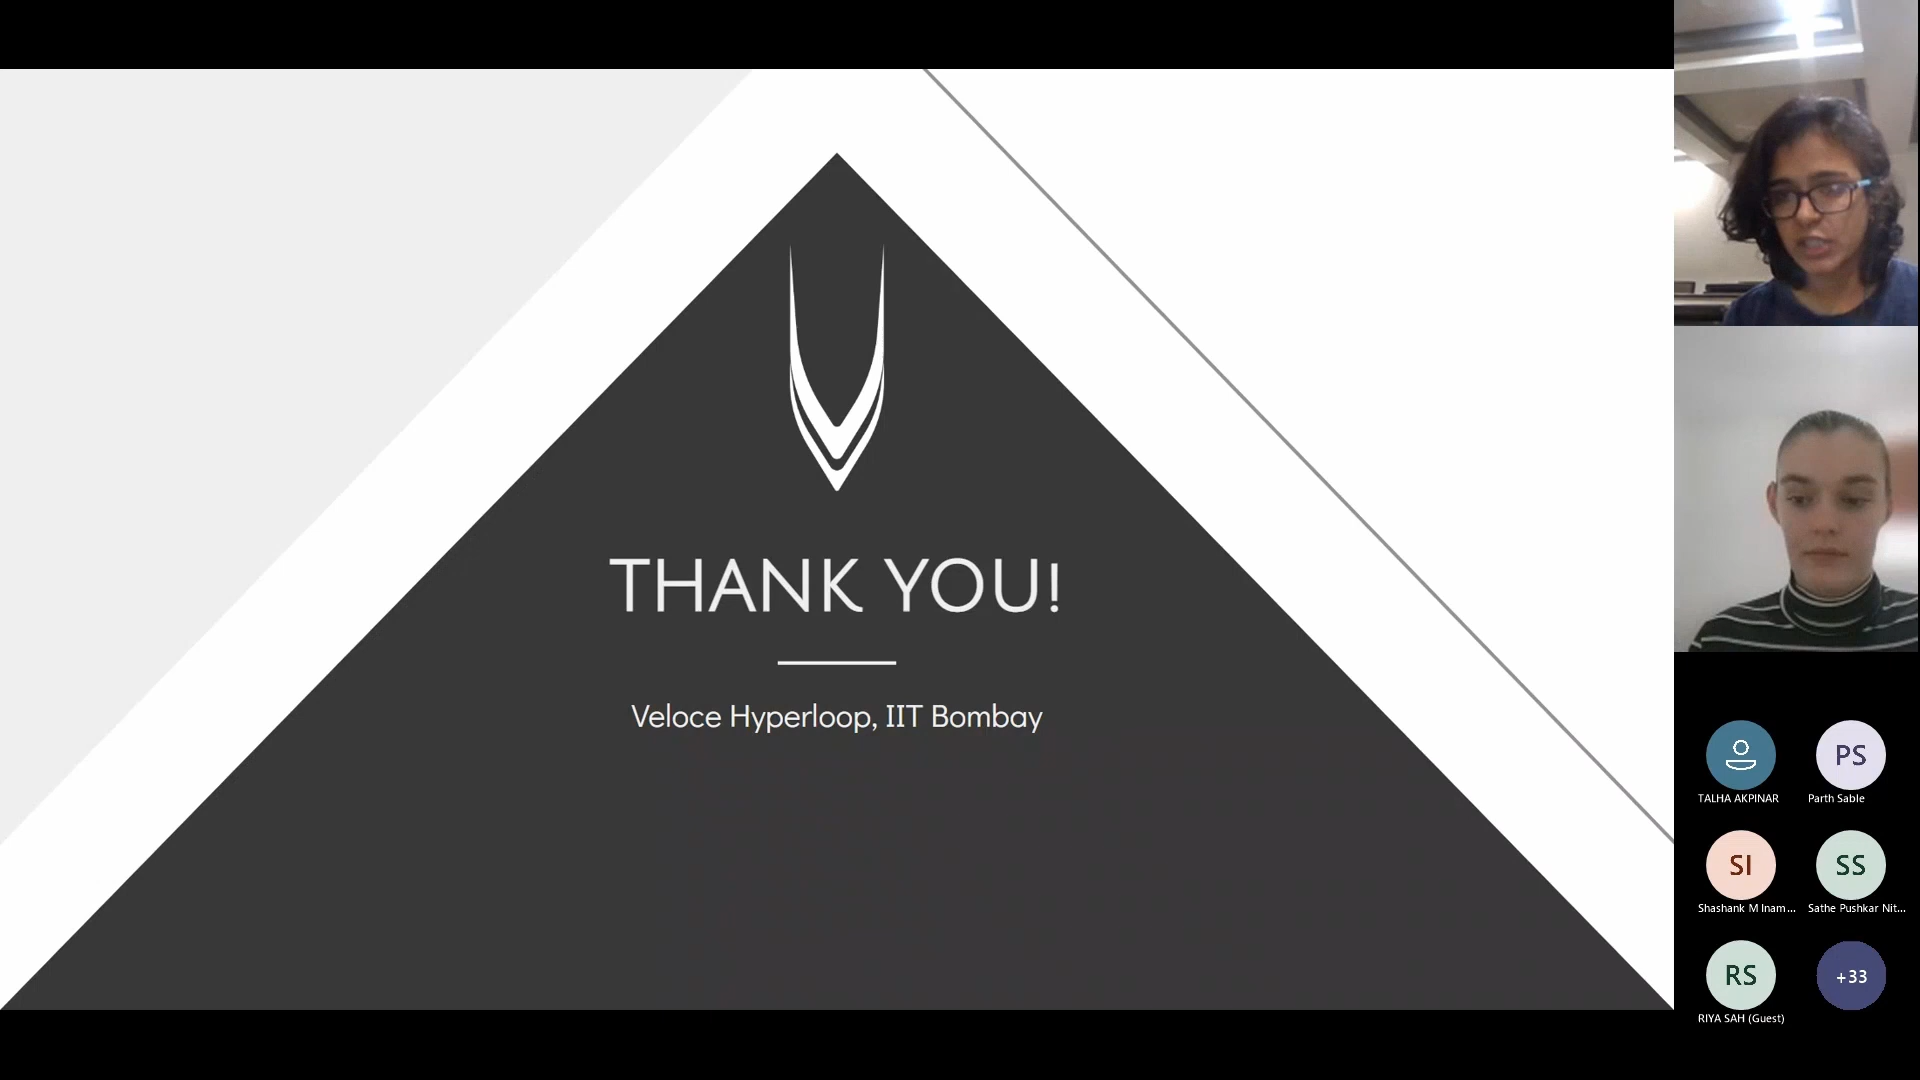 THANK YOU!
Veloce Hyperloop, IIT Bombay
TALHA AKPINAR
PS
Parth Sable
SI
Shashank M Inam...
SS
Sathe Pushkar Nit...
RS
RIYA SAH (Guest)
+33